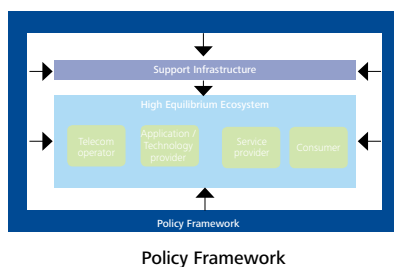 Support Infrastructure
High Equilibrium Ecosystem
Telecom
operator
Application /
Technology
provider
Service
provider
Consumer
Policy Framework
Policy Framework